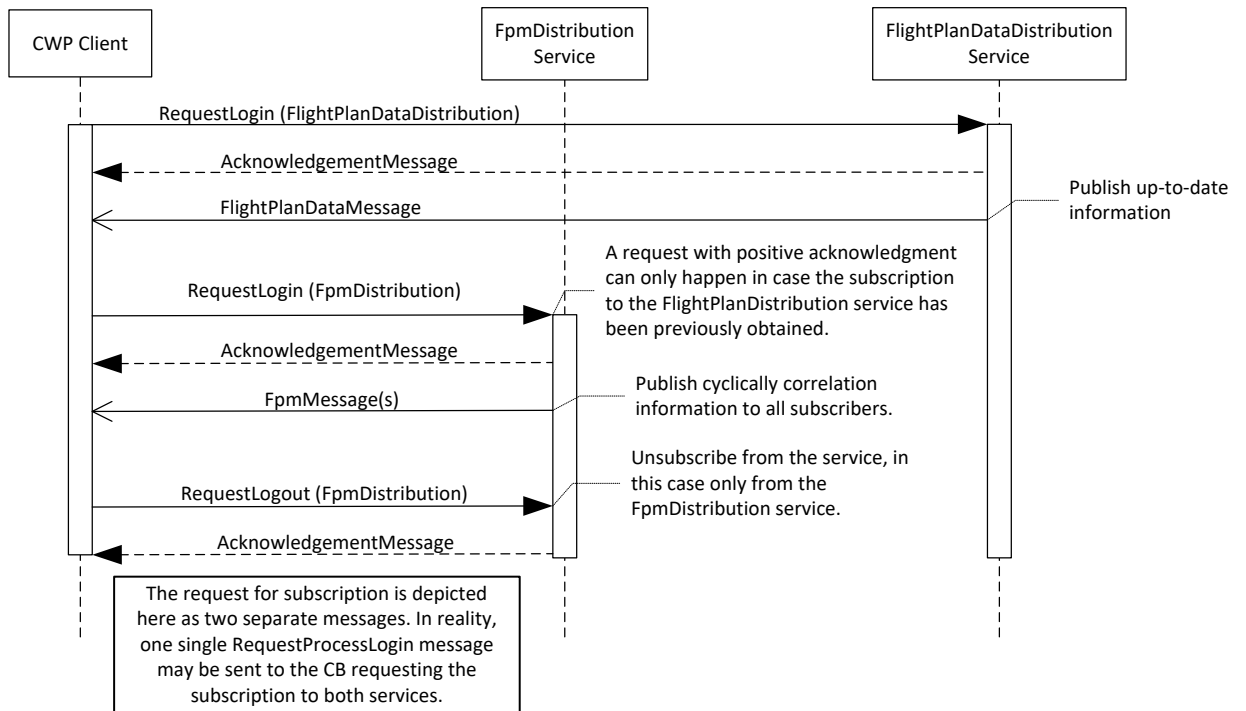 CWP Client
FpmDistribution
Service
FlightPlanDataDistribution
Service
RequestLogin (FlightPlanDataDistribution)
AcknowledgementMessage
Publish up-to-date
information
FlightPlanDataMessage
A request with positive acknowledgment
can only happen in case the subscription
to the FlightPlanDistribution service has
been previously obtained.
RequestLogin (FpmDistribution)
AcknowledgementMessage
Publish cyclically correlation
information to all subscribers.
FpmMessage(s)
Unsubscribe from the service, in
this case only from the
FpmDistribution service.
RequestLogout (FpmDistribution)
AcknowledgementMessage
The request for subscription is depicted
here as two separate messages. In reality,
one single RequestProcessLogin message
may be sent to the CB requesting the
subscription to both services.